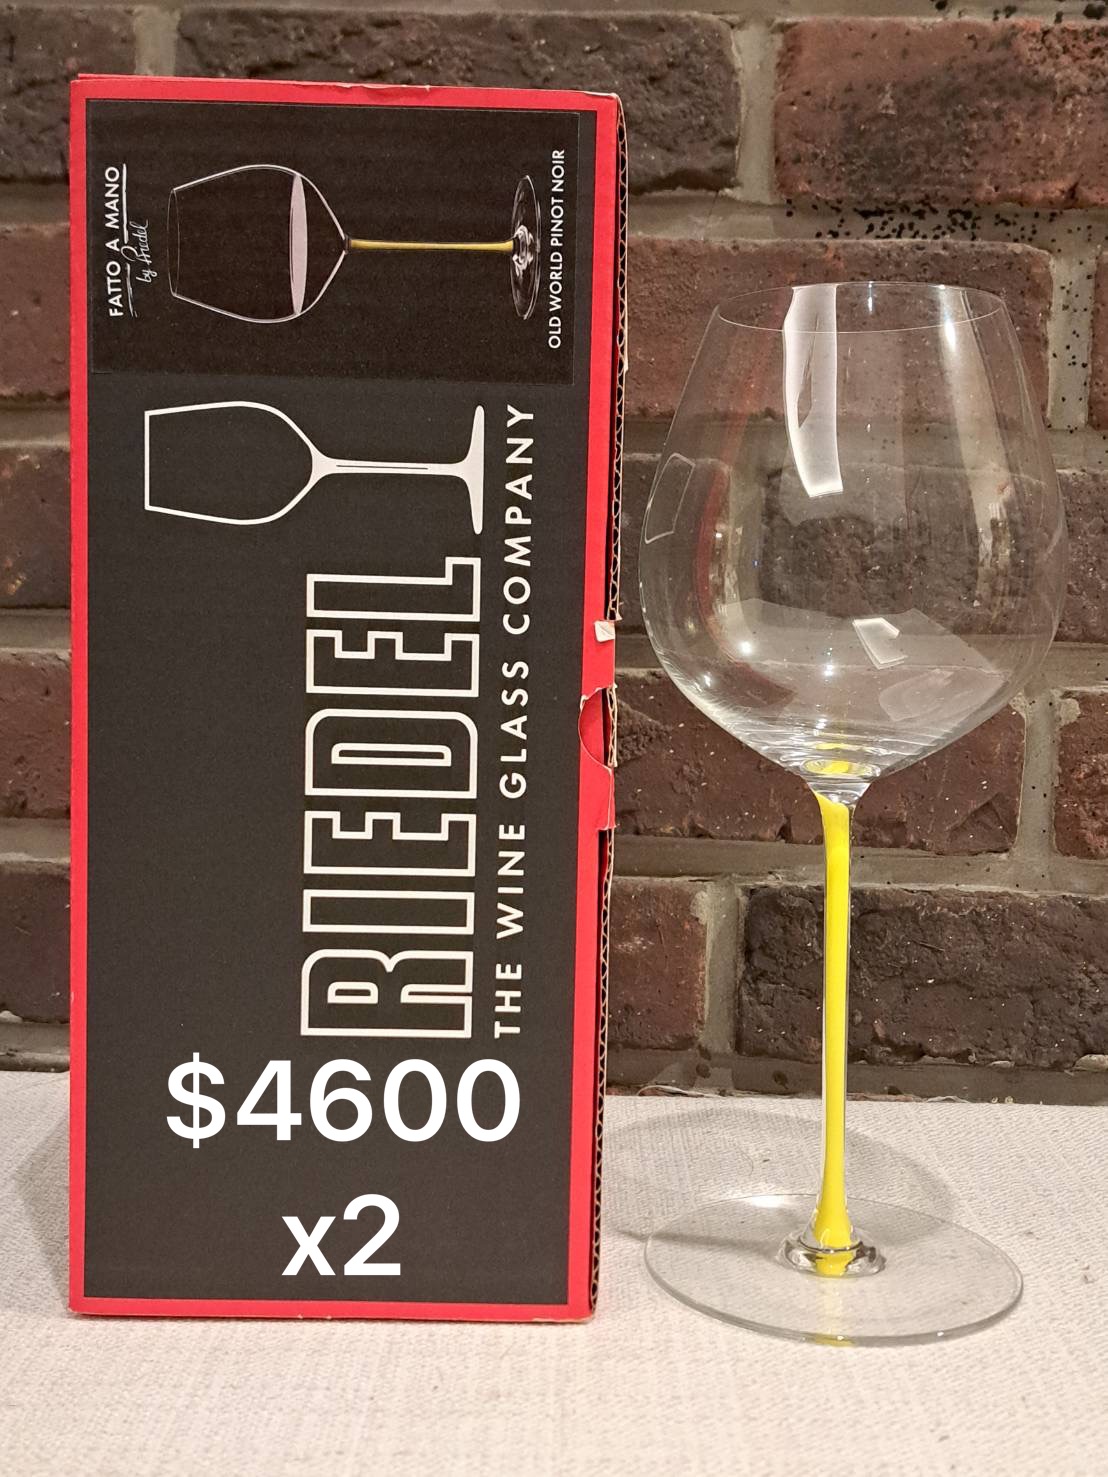 FATTO A MANO
by Riedel
OLD WORLD PINOT NOIR
RIEDEL
THE WINE GLASS COMPANY
$4600
x2